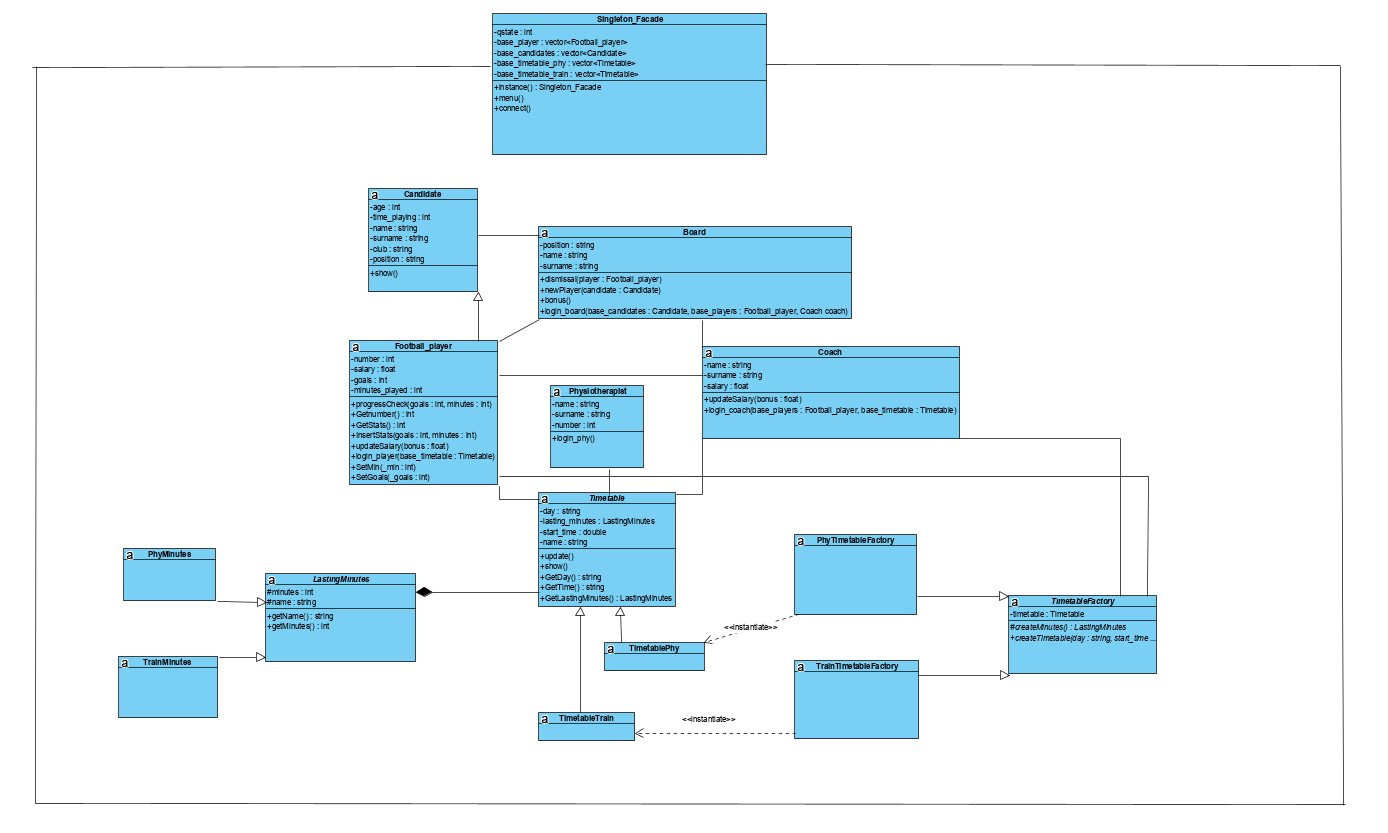 Singleton_Facade
-qstate : int
-base_player : vector<Football_player>
-base_candidates : vector<Candidate>
-base_timetable_phy : vector<Timetable>
-base_timetable_train : vector<Timetable>
+instance() : Singleton_Facade
+menu()
+connect()
a Candidate
-age : int
-time_playing : int
-name : string
-surname : string
-club : string
-position : string
+show()
a Board
-position : string
-name : string
-surname : string
+dismissal(player : Football_player)
+newPlayer(candidate : Candidate)
+bonus()
+login_board(base_candidates : Candidate, base_players : Football_player, Coach coach)
a Football_player
-number : int
-salary : float
-goals : int
-minutes_played : int
+progressCheck(goals : int, minutes : int)
+Getnumber() : int
+GetStats() : int
+insertStats(goals : int, minutes : int)
+updateSalary(bonus : float)
+login_player(base_timetable : Timetable)
+SetMin(_min : int)
+SetGoals(_goals : int)
a Coach
-name : string
-surname : string
-salary : float
+updateSalary(bonus : float)
+login_coach(base_players : Football_player, base_timetable : Timetable)
a Physiotherapist
-name : string
-surname : string
-number : int
+login_phy()
a Timetable
-day : string
-lasting_minutes : LastingMinutes
-start_time : double
-name : string
+update()
+show()
+GetDay() : string
+GetTime() : string
+GetLastingMinutes() : LastingMinutes
a PhyMinutes
a LastingMinutes
#minutes : int
#name : string
+getName() : string
+getMinutes() : int
a TrainMinutes
a PhyTimetableFactory
a TimetableFactory
-timetable : Timetable
#createMinutes() : LastingMinutes
+createTimetable(day : string, start_time ...
<<instantiate>>
a TimetablePhy
a TrainTimetableFactory
a TimetableTrain
<<instantiate>>